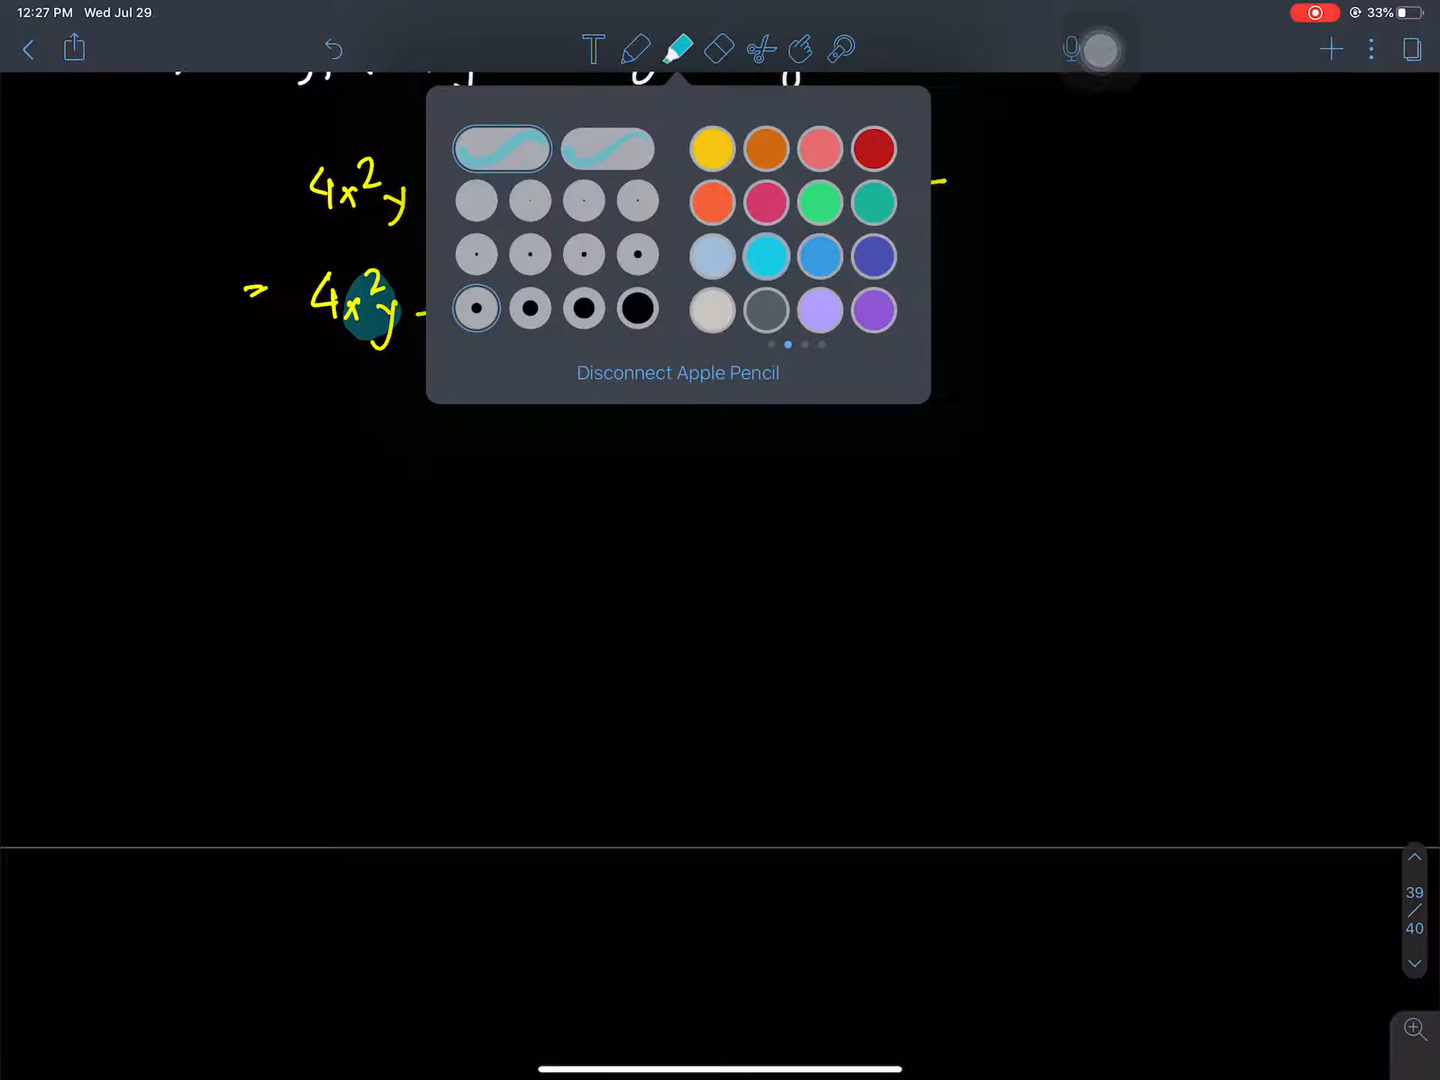 12:27 PM Wed Jul 29
33%
4x²y
= 4x²y -
Disconnect Apple Pencil
39
/
40